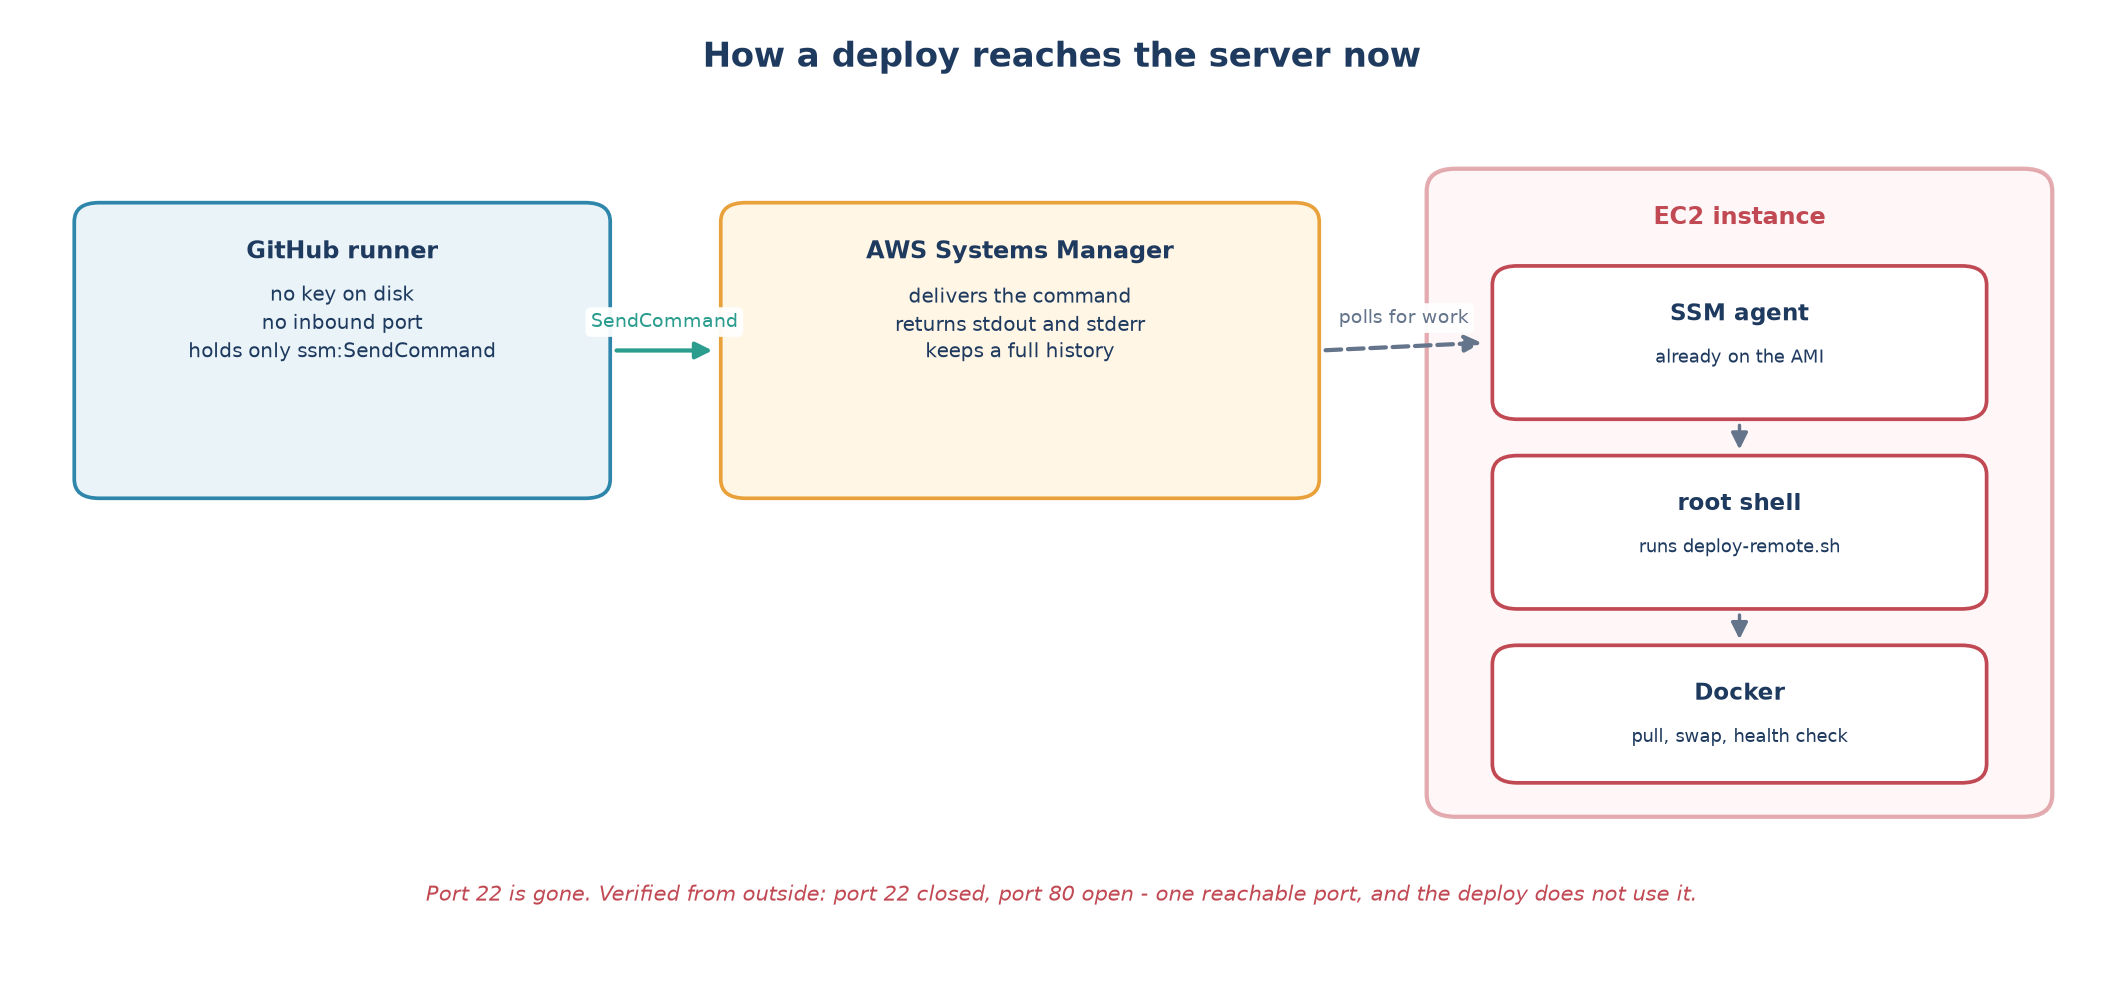 How a deploy reaches the server now
GitHub runner
no key on disk
no inbound port
holds only ssm:SendCommand
SendCommand
AWS Systems Manager
delivers the command
returns stdout and stderr
keeps a full history
polls for work
EC2 instance
SSM agent
already on the AMI
root shell
runs deploy-remote.sh
Docker
pull, swap, health check
Port 22 is gone. Verified from outside: port 22 closed, port 80 open - one reachable port, and the deploy does not use it.